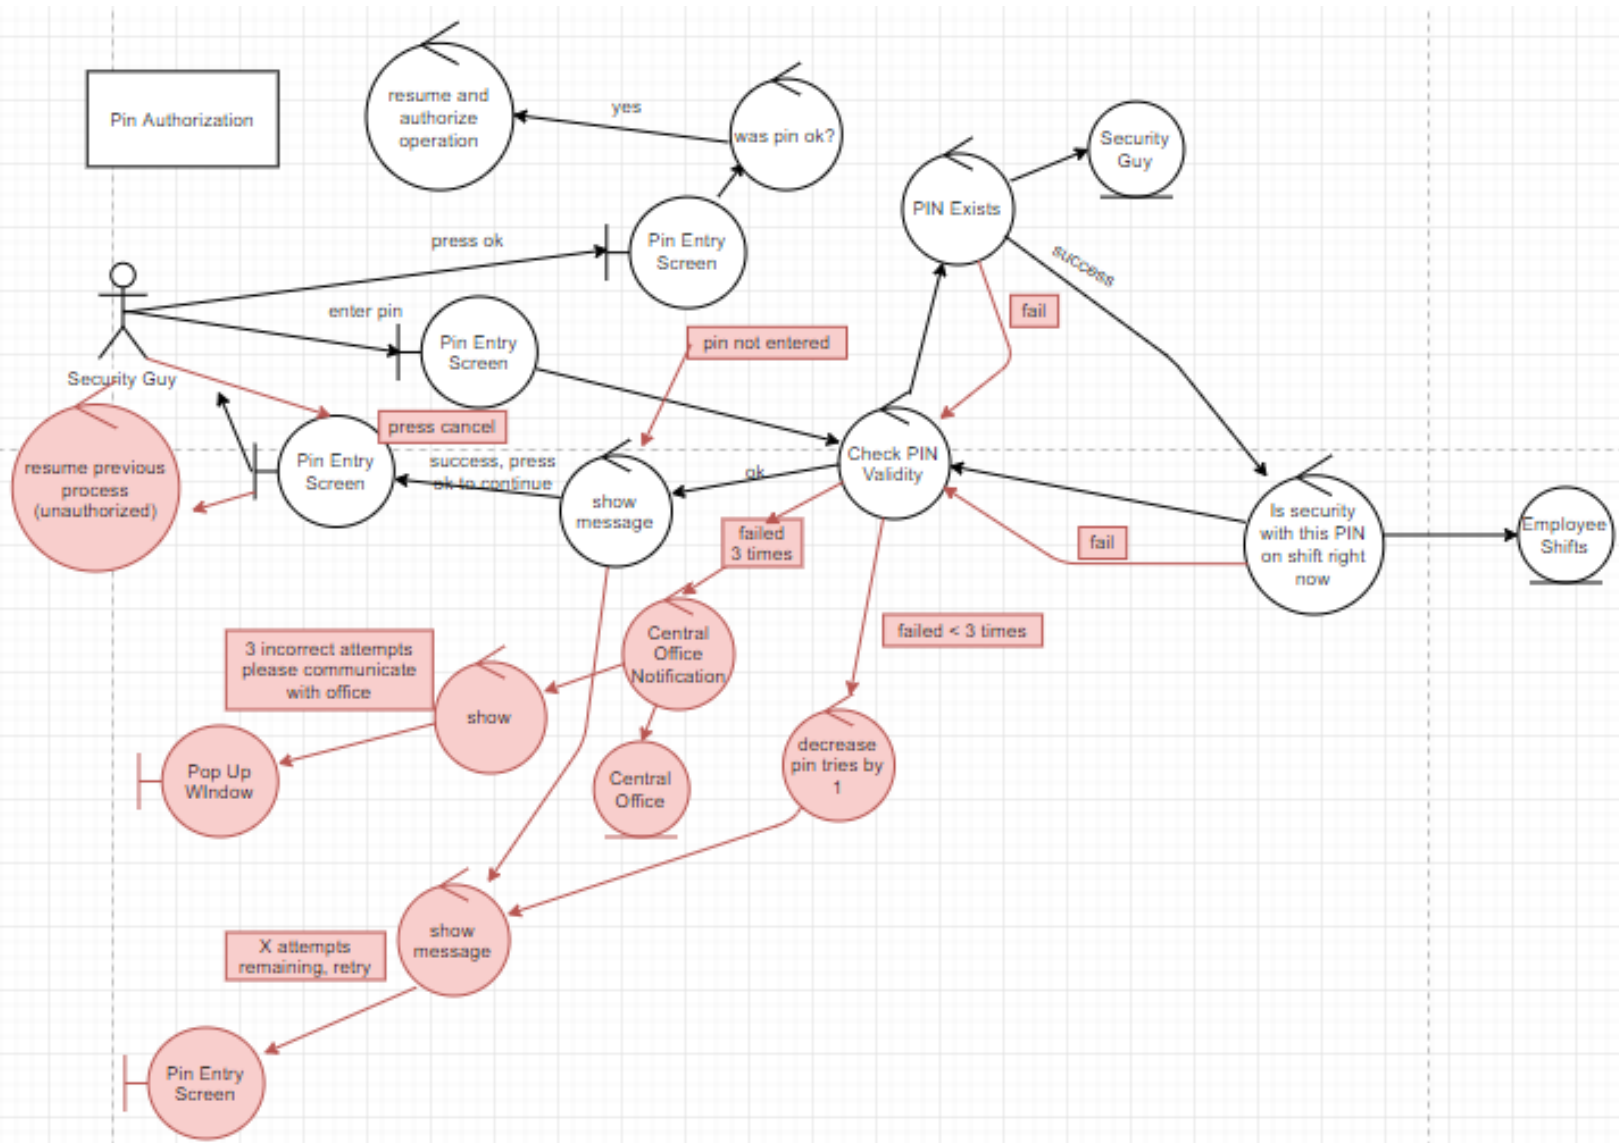 Pin Authorization
resume and
authorize
operation
yes
was pin ok?
Security
Guy
PIN Exists
press ok
Pin Entry
Screen
success
enter pin
Pin Entry
Screen
fail
pin not entered
Security Guy
press cancel
resume previous
process
(unauthorized)
Pin Entry
Screen
success, press
ok to continue
show
message
ok
Check PIN
Validity
Is security
with this PIN
on shift right
now
Employee
Shifts
fail
failed
3 times
failed < 3 times
3 incorrect attempts
please communicate
with office
show
Central
Office
Notification
Pop Up
WIndow
Central
Office
decrease
pin tries by
1
X attempts
remaining, retry
show
message
Pin Entry
Screen